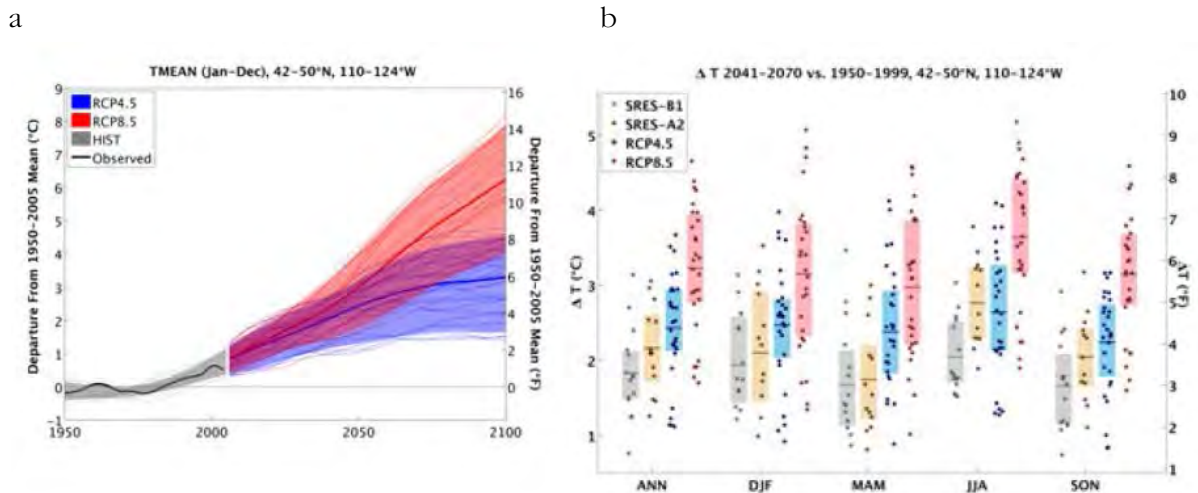 a
b
TMEAN (Jan-Dec), 42-50°N, 110-124°W
Departure From 1950-2005 Mean (°C)
9
8
7
6
5
4
3
2
1
0
-1
RCP4.5
RCP8.5
HIST
Observed
16
14
12
10
8
6
4
2
0
Departure From 1950-2005 Mean (°F)
1950
2000
2050
2100
Δ T 2041-2070 vs. 1950-1999, 42-50°N, 110-124°W
Δ T (°C)
5
4
3
2
1
SRES-B1
SRES-A2
RCP4.5
RCP8.5
10
9
8
7
6
5
4
3
2
1
ΔT (°F)
ANN
DJF
MAM
JJA
SON